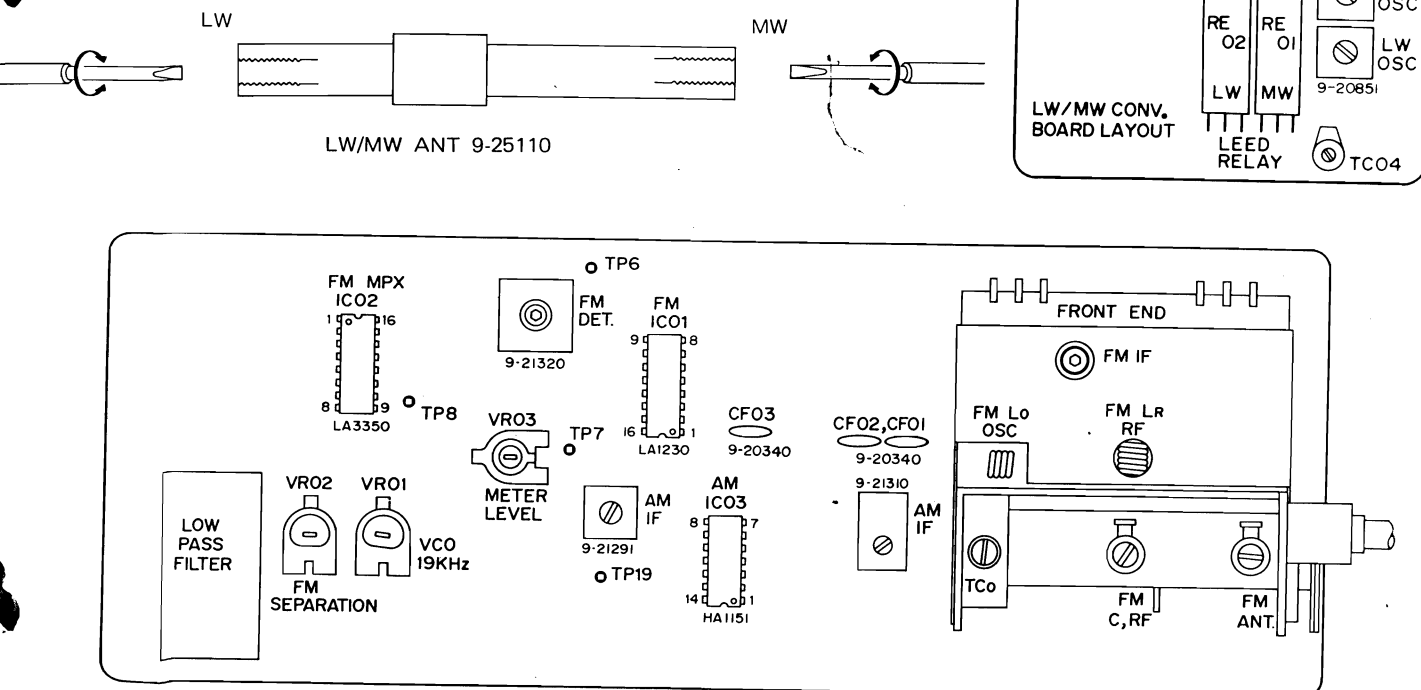 LW
MW
LW/MW ANT 9-25110
OSC
RE
02
RE
01
LW
OSC
9-20851
LW
MW
LW/MW CONV.
BOARD LAYOUT
LEED
RELAY
TC04
FM MPX
IC02
1
16
8
9
LA3350
TP8
TP6
FM
DET.
9-21320
FM
IC01
9
8
16
1
LA1230
VR03
TP7
METER
LEVEL
CF03
9-20340
CF02,CF01
9-20340
9-21310
AM
IF
FRONT END
FM IF
FM Lo
OSC
FM LR
RF
LOW
PASS
FILTER
VR02
VR01
VCO
19KHz
FM
SEPARATION
AM
IF
9-21291
TP19
AM
IC03
8
7
14
1
HA1151
TCo
FM
C,RF
FM
ANT.